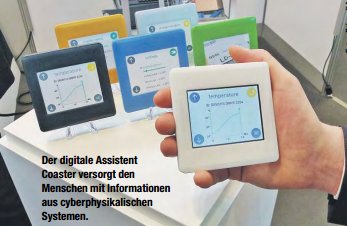 temperature
temperature
Der digitale Assistent
Coaster versorgt den
Menschen mit Informationen
aus cyberphysikalischen
Systemen.